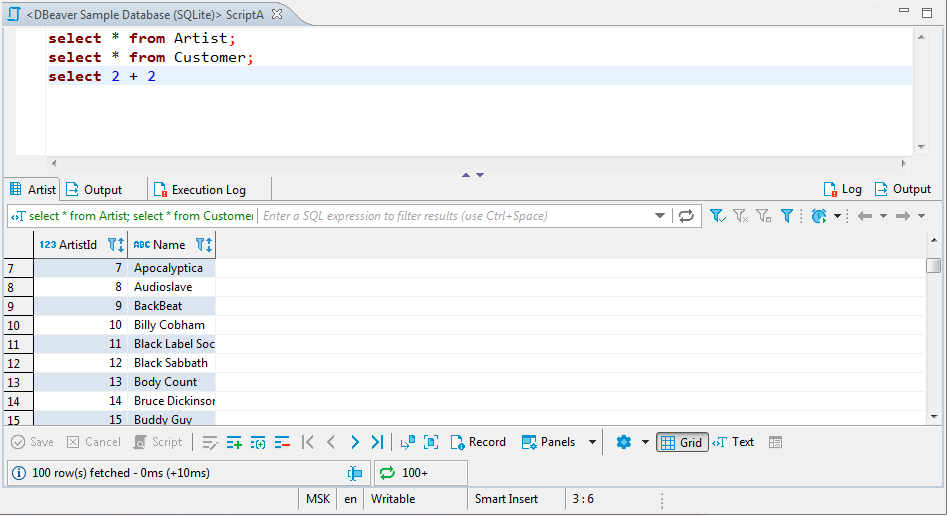 <DBeaver Sample Database (SQLite)> ScriptA
select * from Artist;
select * from Customer;
select 2 + 2
Artist Output Execution Log Log Output
select * from Artist; select * from Customer Enter a SQL expression to filter results (use Ctrl+Space)
123 ArtistId ABC Name
7 7 Apocalyptica
8 8 Audioslave
9 9 BackBeat
10 10 Billy Cobham
11 11 Black Label Soc
12 12 Black Sabbath
13 13 Body Count
14 14 Bruce Dickinson
15 15 Buddy Guy
Save Cancel Script Record Panels Grid Text
100 row(s) fetched - 0ms (+10ms) 100+
MSK en Writable Smart Insert 3 : 6